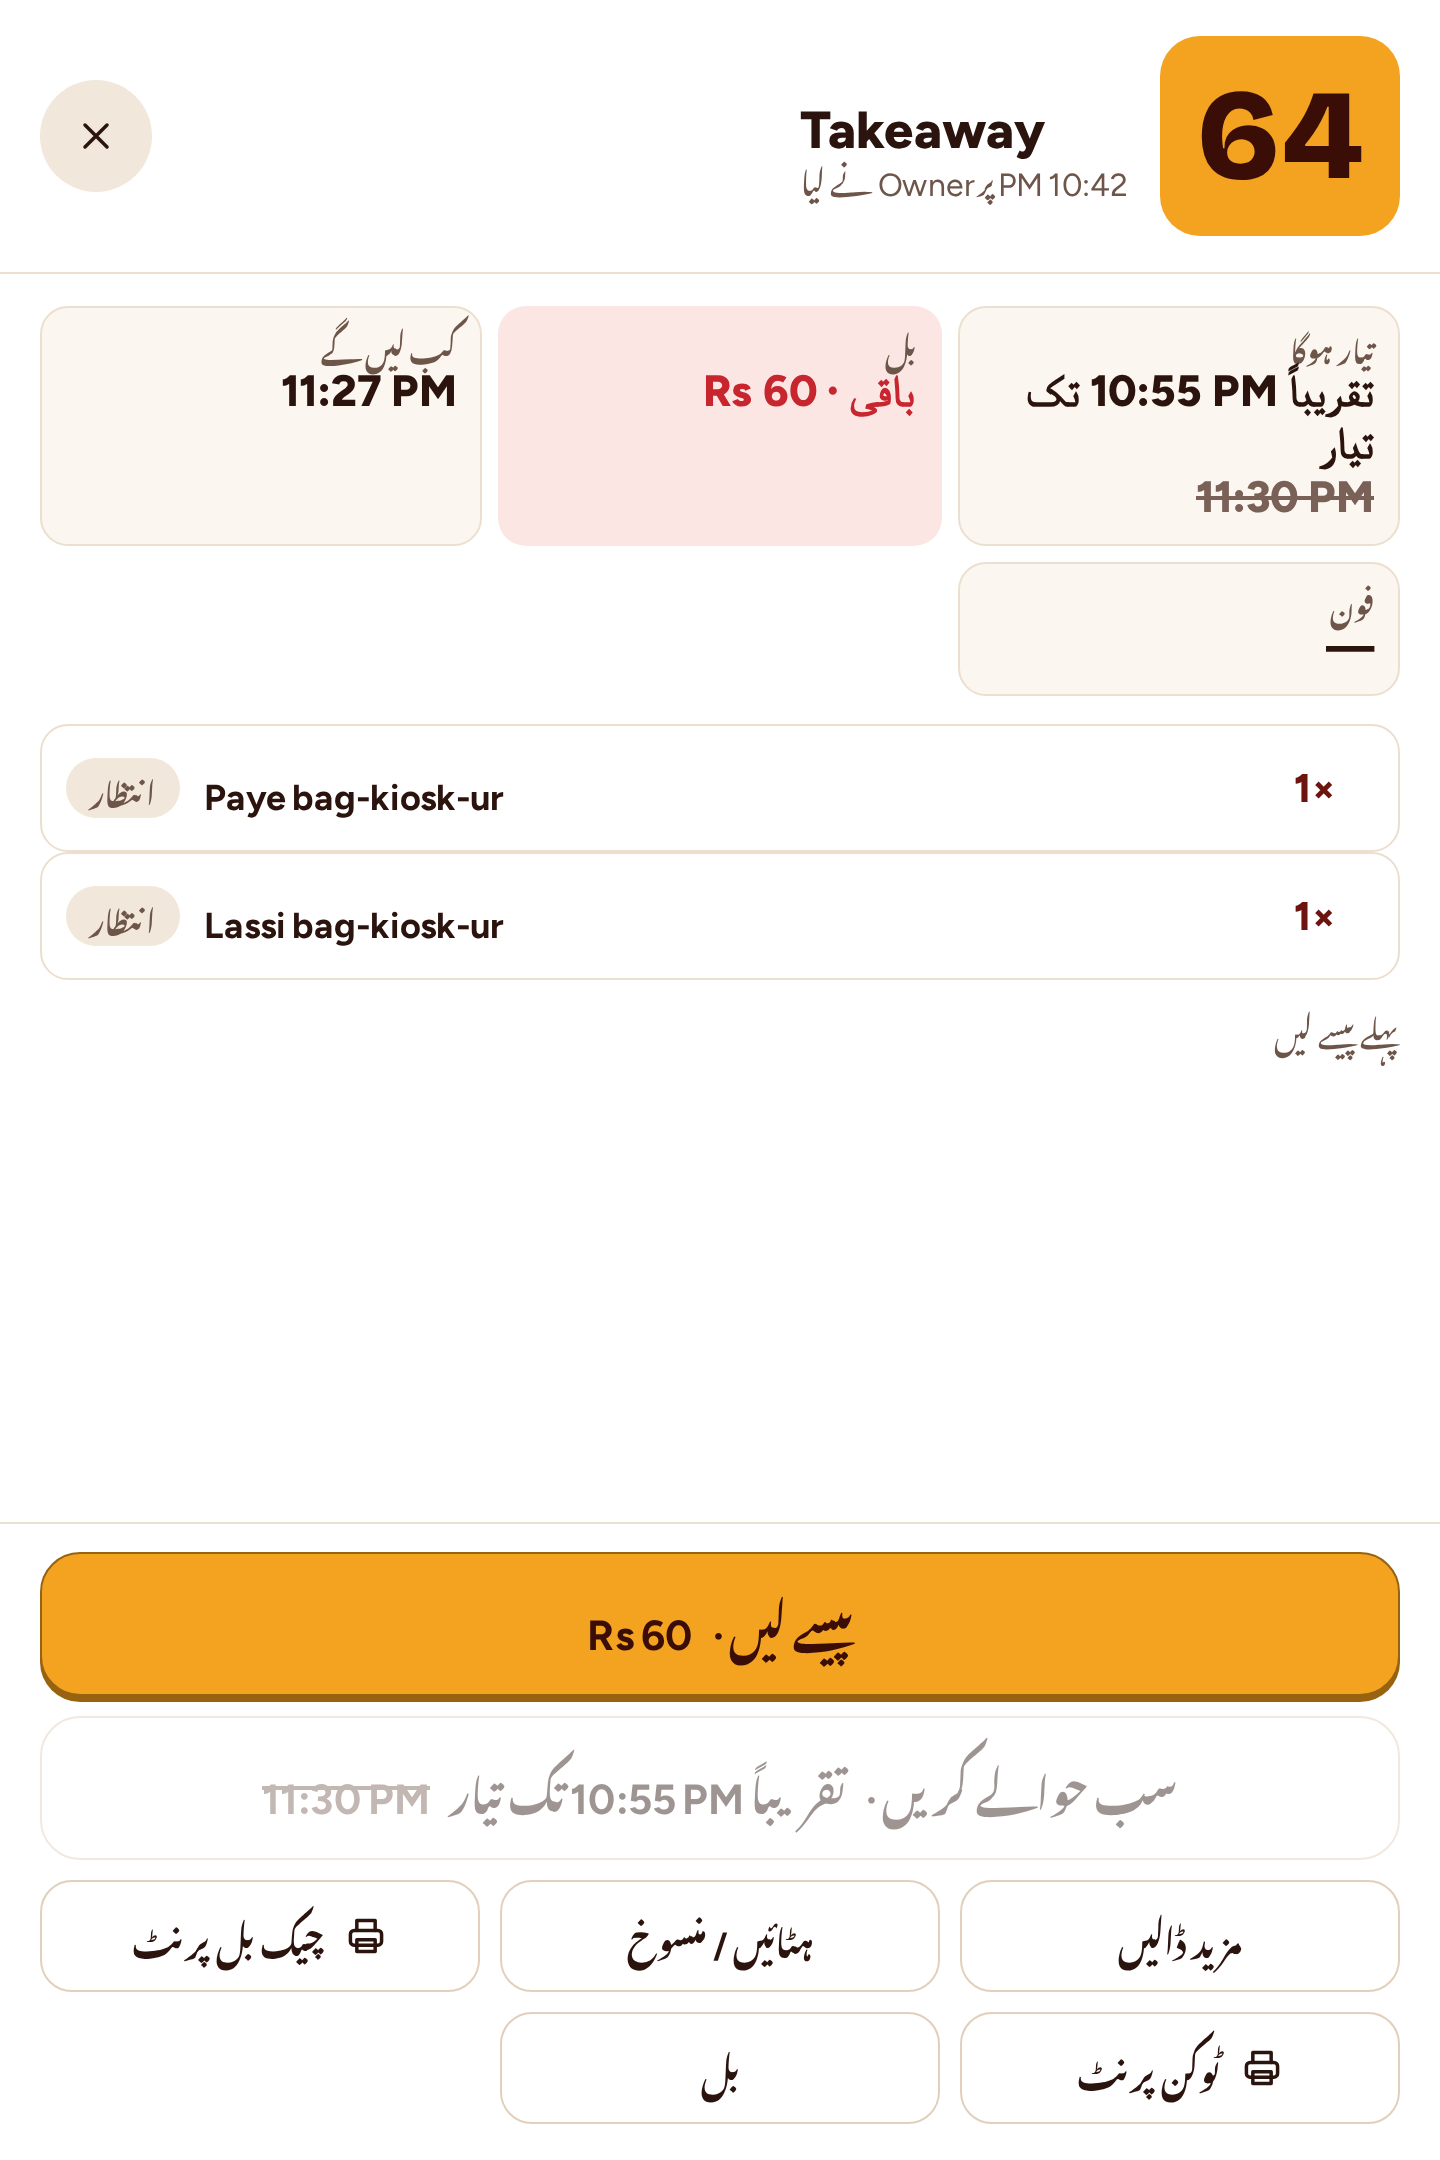 64
Takeaway
10:42 PM پر Owner نے لیا
تیار ہوگا
تقریباً 10:55 PM تک
تیار
11:30 PM
بل
باقی · Rs 60
کب لیں گے
11:27 PM
فون
—
1× Paye bag-kiosk-ur انتظار
1× Lassi bag-kiosk-ur انتظار
پہلے پیسے لیں
پیسے لیں · Rs 60
سب حوالے کریں · تقریباً 10:55 PM تک تیار 11:30 PM
مزید ڈالیں
ہٹائیں / منسوخ
چیک بل پرنٹ
ٹوکن پرنٹ
بل